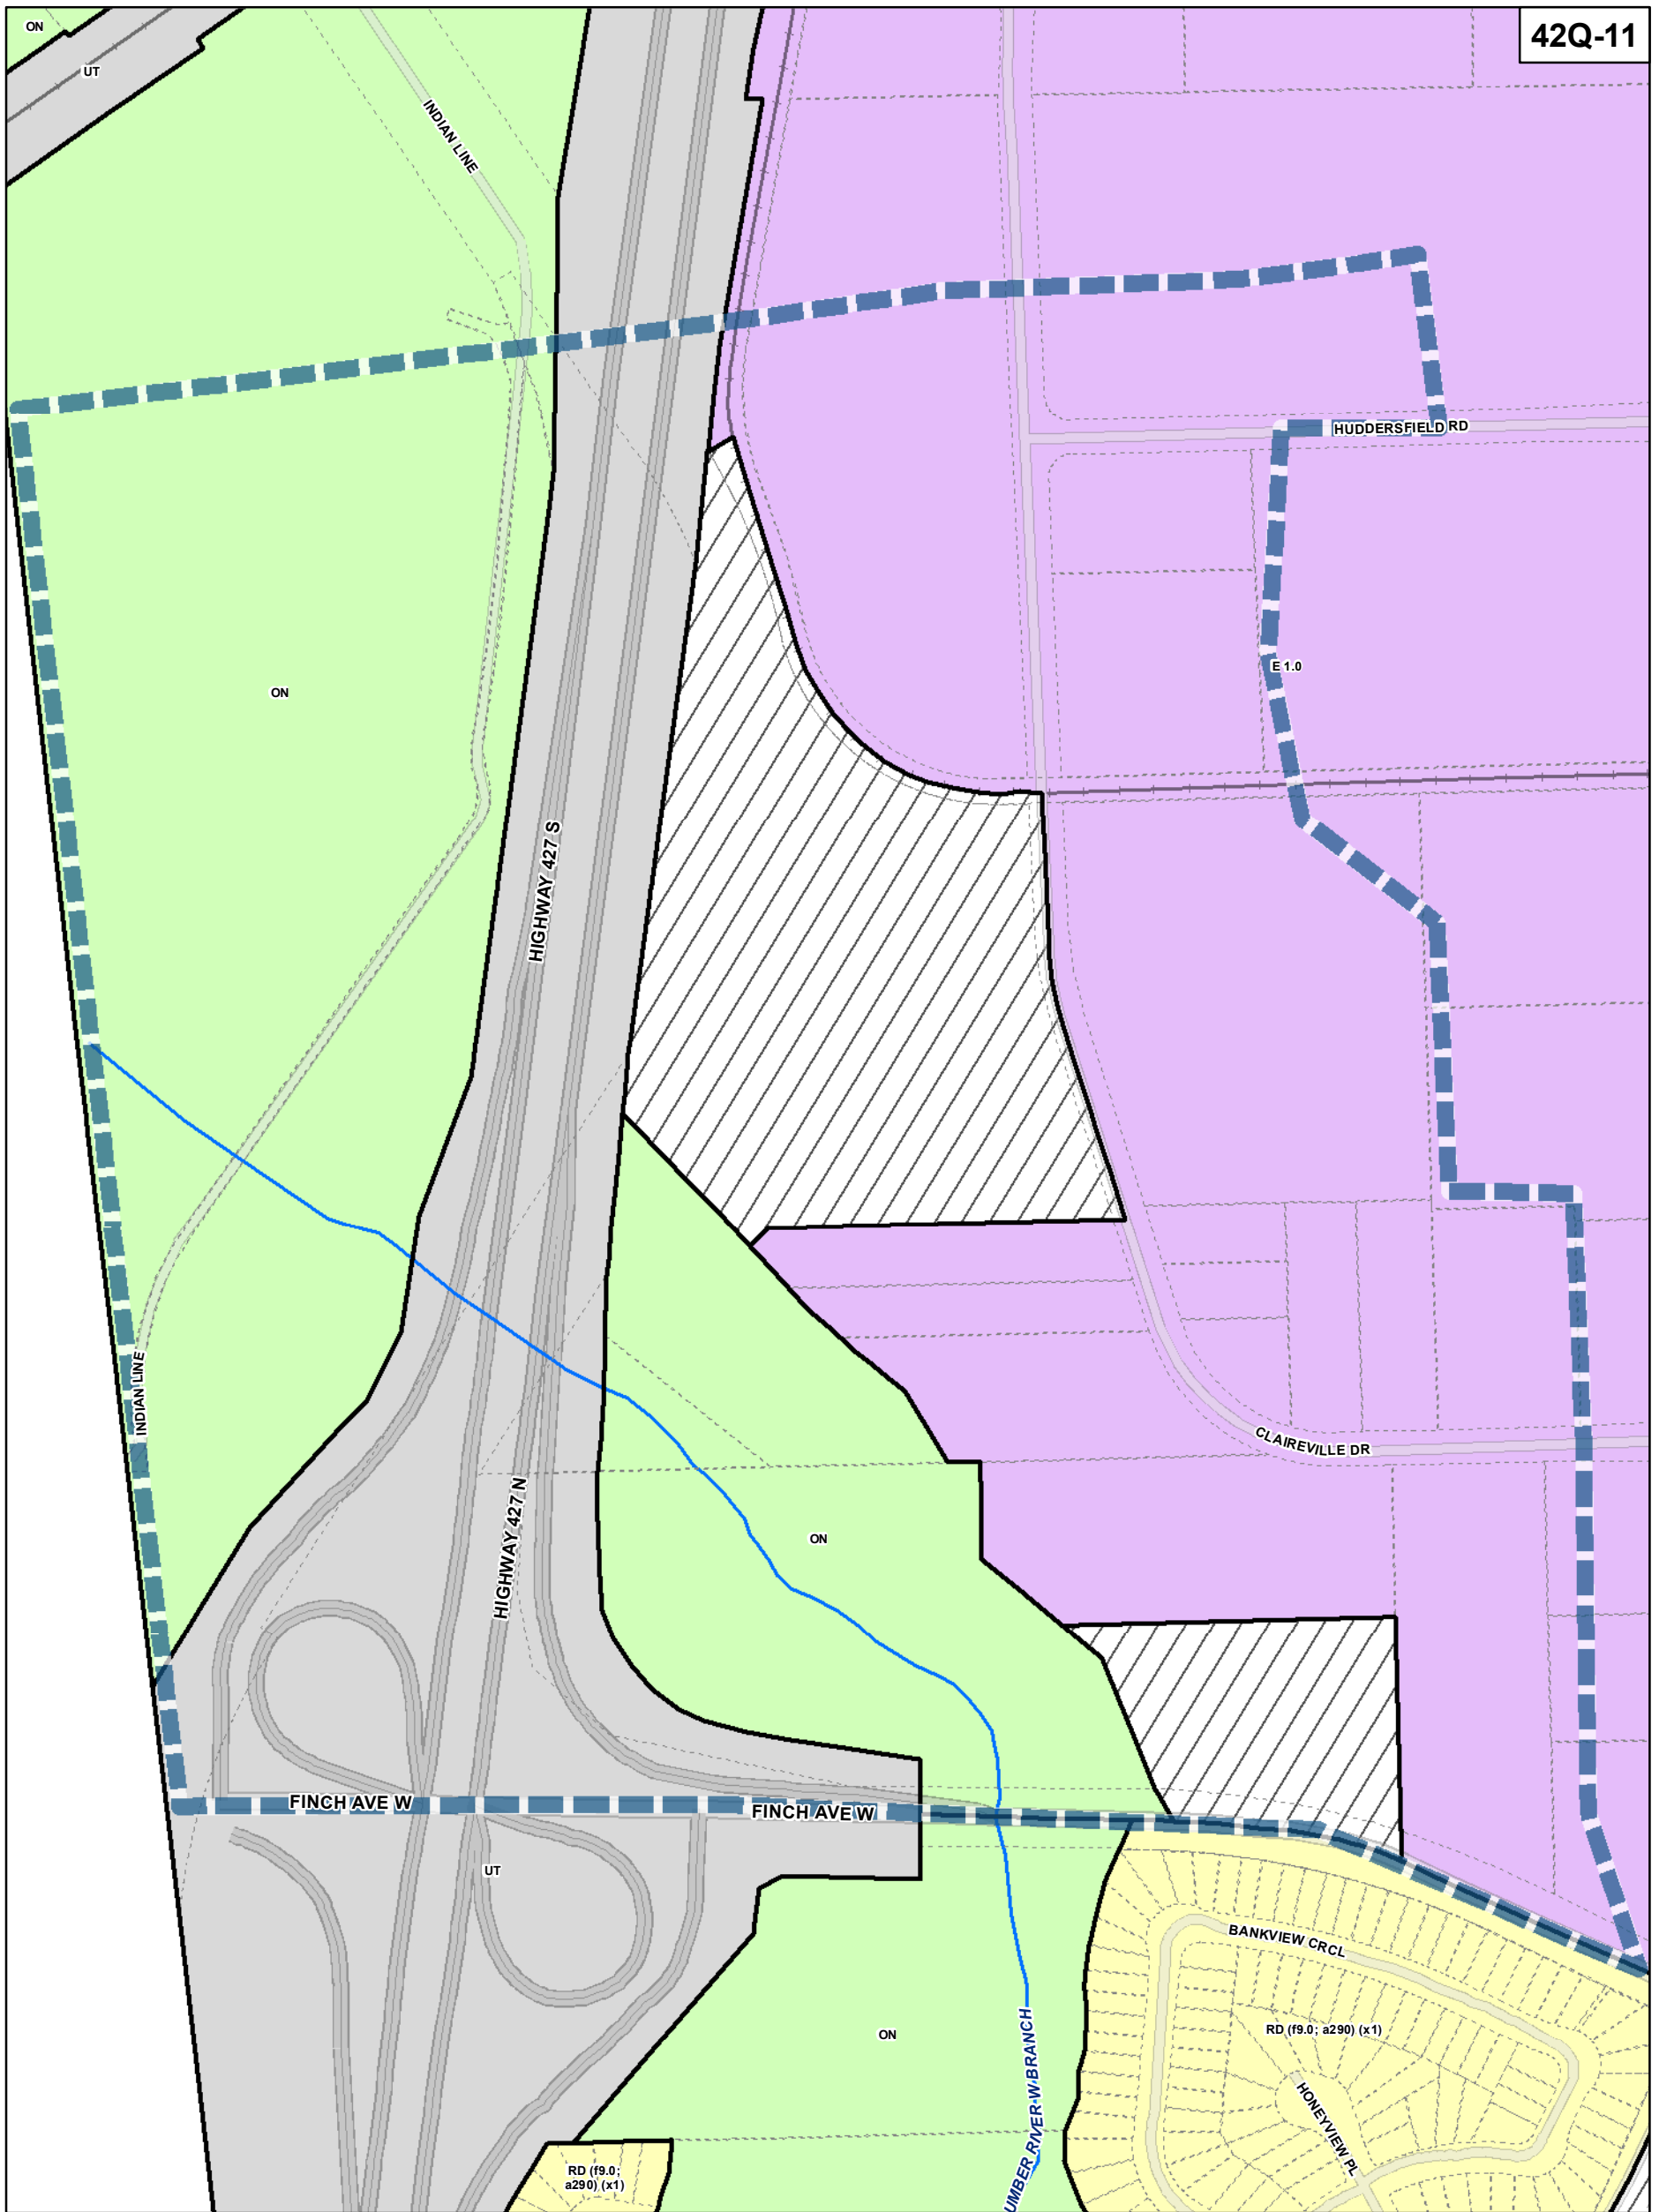 ON
42Q-11
UT
INDIAN LINE
HUDDERSFIELD RD
E 1.0
ON
HIGHWAY 427 S
INDIAN LINE
CLAIREVILLE DR
HIGHWAY 427 N
ON
FINCH AVE W
FINCH AVE W
UT
BANKVIEW CRCL
RD (f9.0; a290) (x1)
ON
HONEYVIEW PL
UMBER RIVER W BRANCH
RD (f9.0;
a290) (x1)